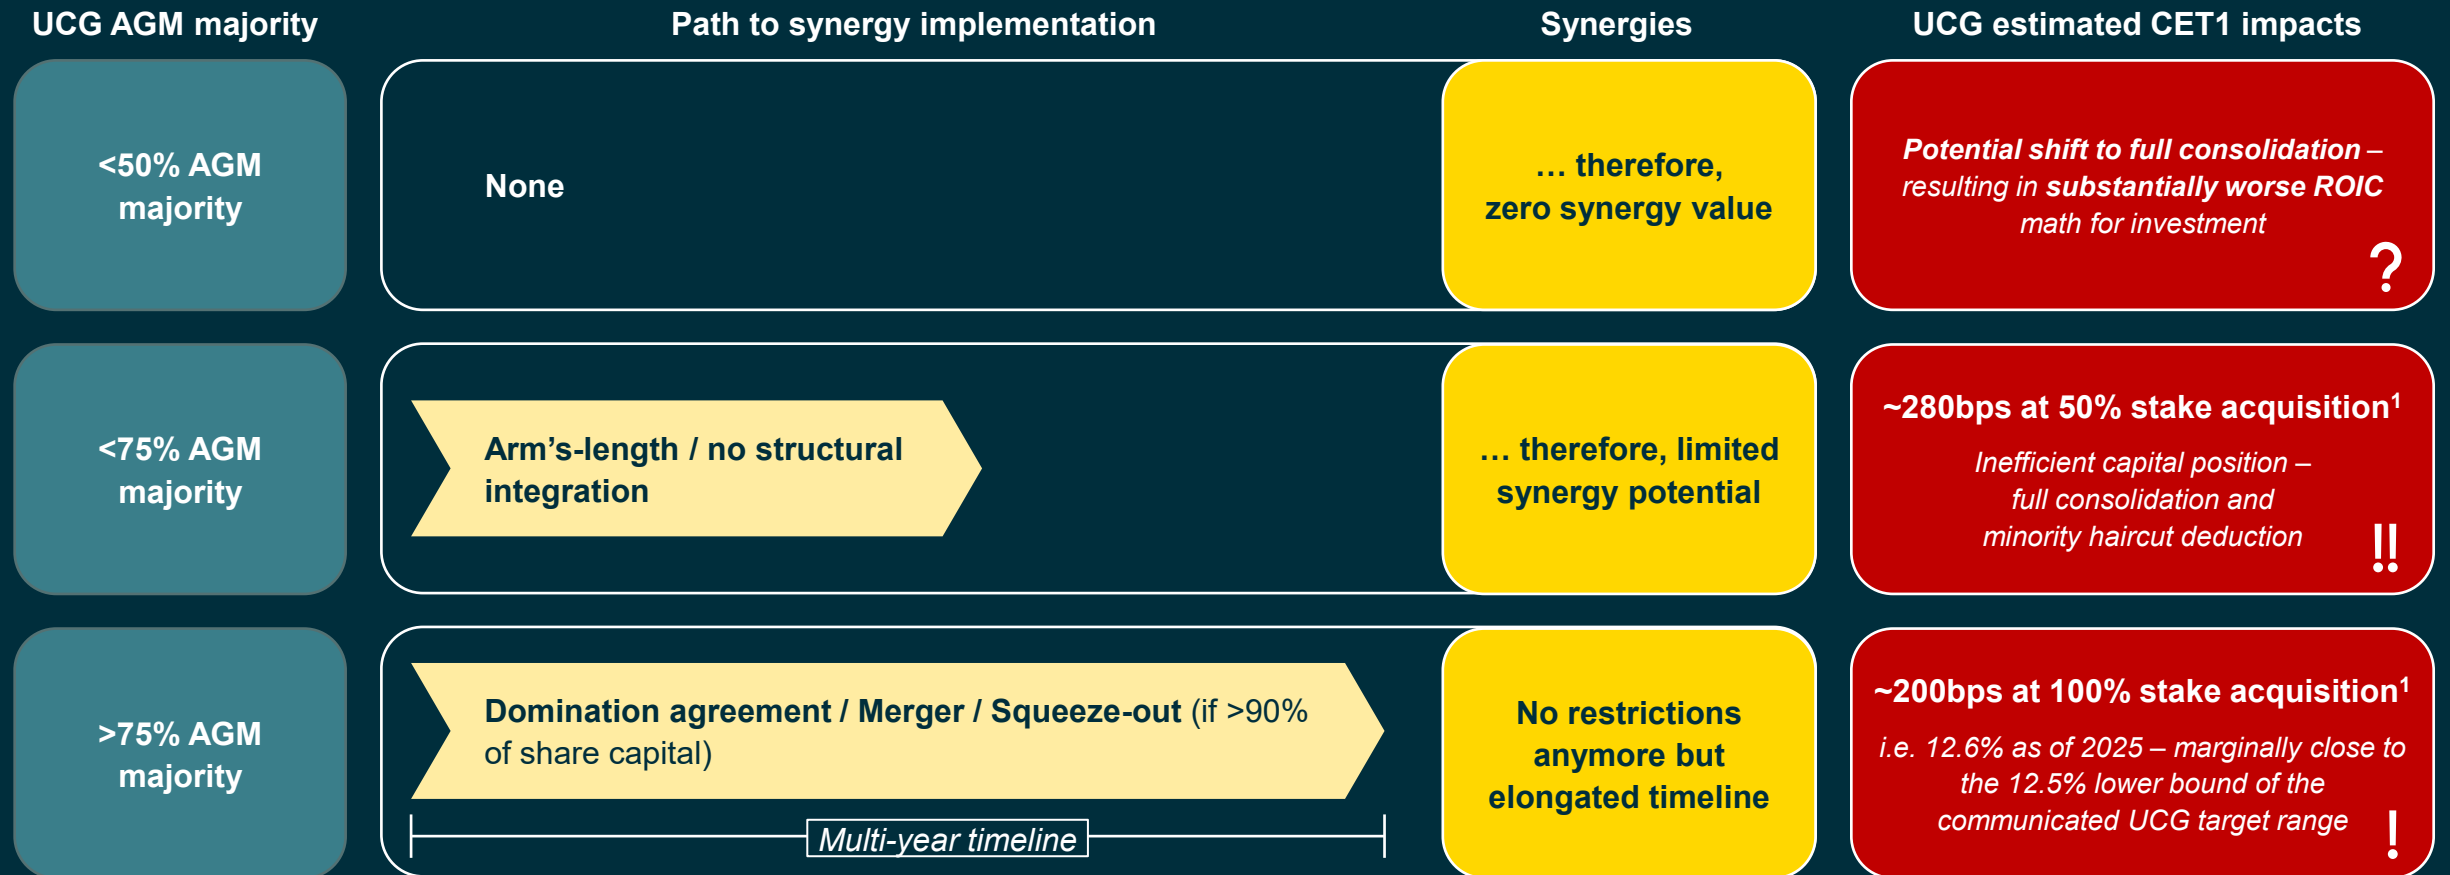 UCG AGM majority
Path to synergy implementation
Synergies
UCG estimated CET1 impacts
<50% AGM
majority
None
… therefore,
zero synergy value
Potential shift to full consolidation –
resulting in substantially worse ROIC
math for investment
?
<75% AGM
majority
Arm’s-length / no structural
integration
… therefore, limited
synergy potential
~280bps at 50% stake acquisition¹
Inefficient capital position –
full consolidation and
minority haircut deduction
!!
>75% AGM
majority
Domination agreement / Merger / Squeeze-out (if >90%
of share capital)
Multi-year timeline
No restrictions
anymore but
elongated timeline
~200bps at 100% stake acquisition¹
i.e. 12.6% as of 2025 – marginally close to
the 12.5% lower bound of the
communicated UCG target range
!